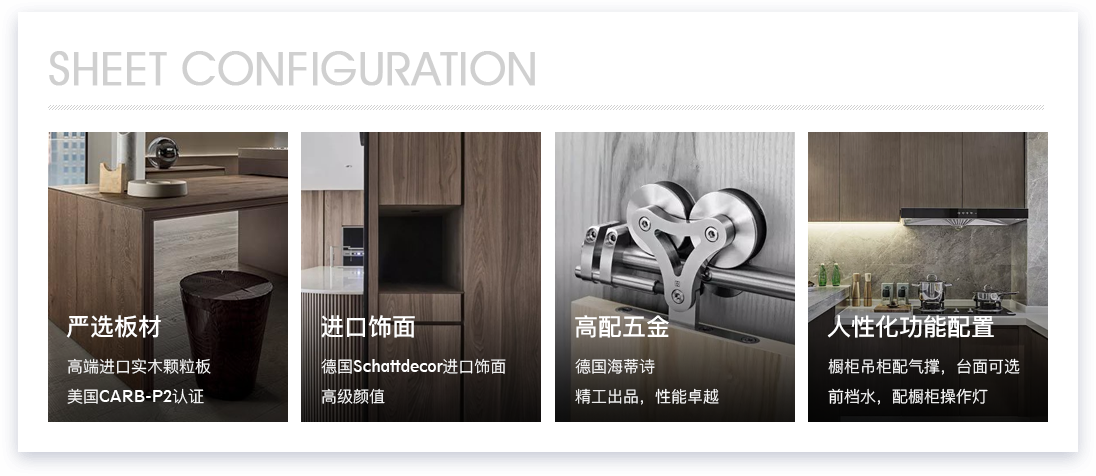 SHEET CONFIGURATION
严选板材
高端进口实木颗粒板
美国CARB-P2认证
进口饰面
德国Schattdecor进口饰面
高级颜值
高配五金
德国海蒂诗
精工出品，性能卓越
人性化功能配置
橱柜吊柜配气撑，台面可选
前档水，配橱柜操作灯